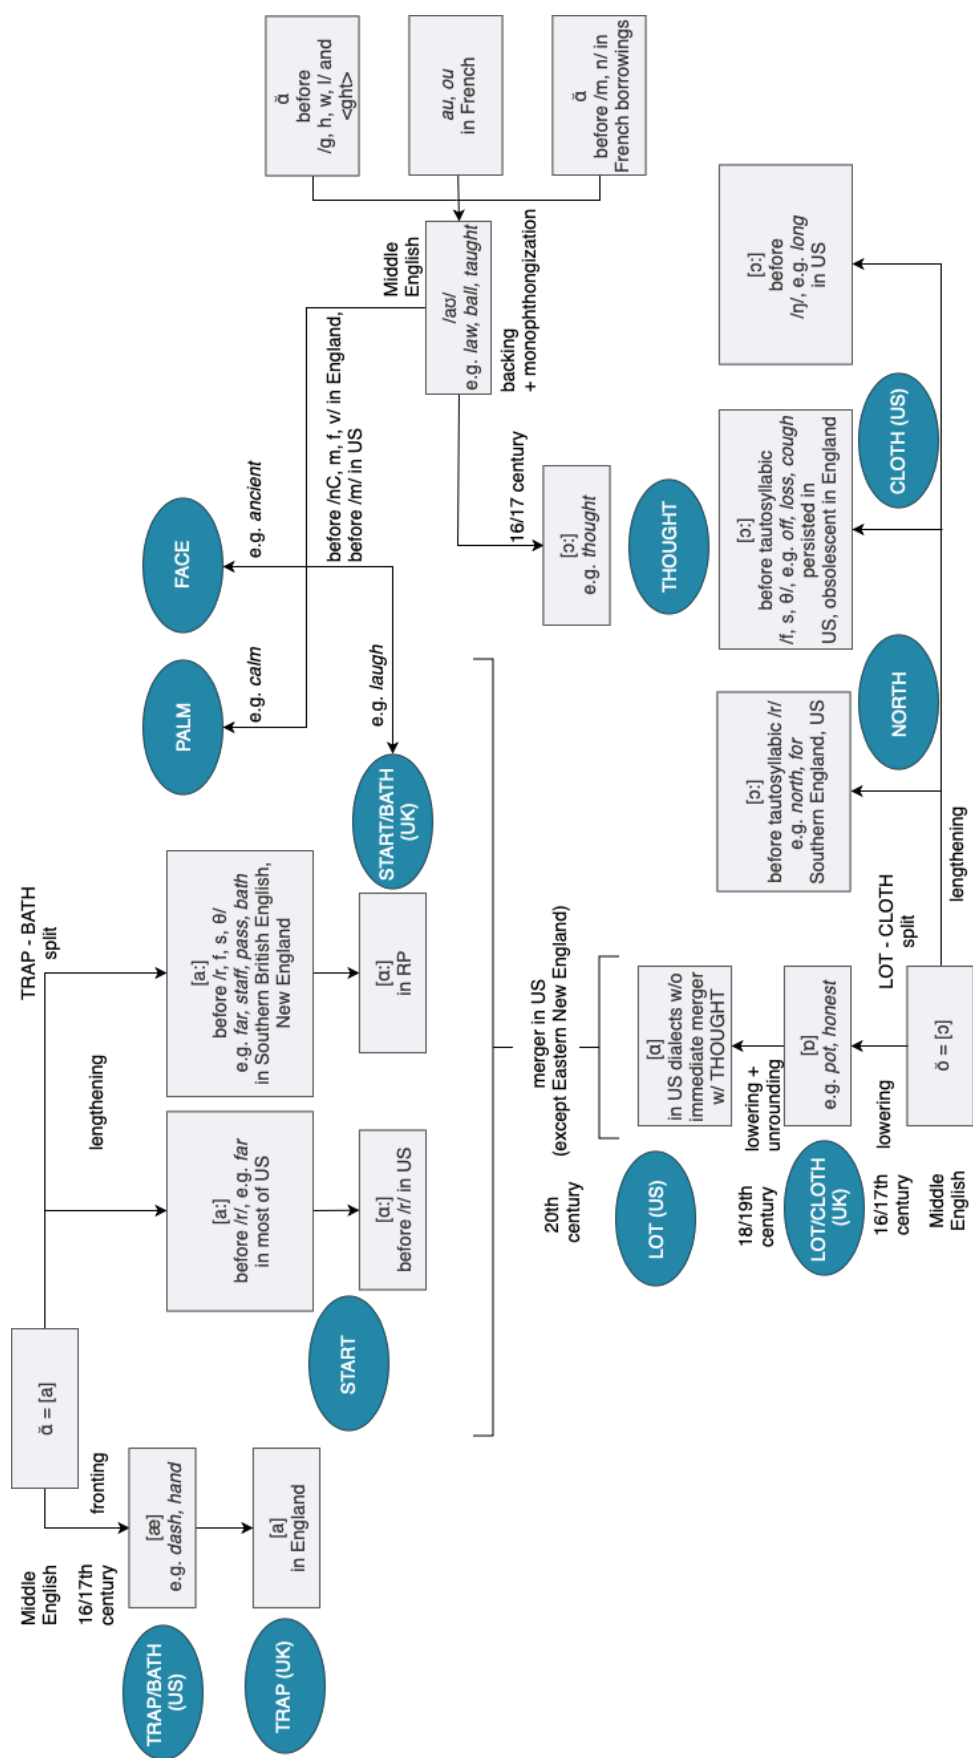 Middle
English
16/17th
century
TRAP/BATH
(US)
TRAP (UK)
ᾰ = [a]
fronting
[æ]
e.g. dash, hand
[a]
in England
TRAP - BATH
split
lengthening
[a:]
before /r/, e.g. far
in most of US
[ɑ:]
before /r/ in US
START
[a:]
before /r, f, s, θ/
e.g. far, staff, pass, bath
in Southern British English,
New England
[ɑ:]
in RP
START/BATH
(UK)
PALM
e.g. calm
FACE
e.g. ancient
e.g. laugh
before /nC, m, f, v/ in England,
before /m/ in US
Middle
English
/aʊ/
e.g. law, ball, taught
backing
+ monophthongization
ᾰ
before
/g, h, w, l/ and
<ght>
au, ou
in French
ᾰ
before /m, n/ in
French borrowings
16/17 century
[ɔ:]
e.g. thought
THOUGHT
merger in US
(except Eastern New England)
20th
century
LOT (US)
[ɑ]
in US dialects w/o
immediate merger
w/ THOUGHT
18/19th
century
lowering +
unrounding
LOT/CLOTH
(UK)
[ɒ]
e.g. pot, honest
16/17th
century
lowering
Middle
English
ŏ = [ɔ]
LOT - CLOTH
split
lengthening
[ɔ:]
before tautosyllabic /r/
e.g. north, for
Southern England, US
NORTH
[ɔ:]
before tautosyllabic
/f, s, θ/, e.g. off, loss, cough
persisted in
US, obsolescent in England
CLOTH (US)
[ɔ:]
before
/ŋ/, e.g. long
in US